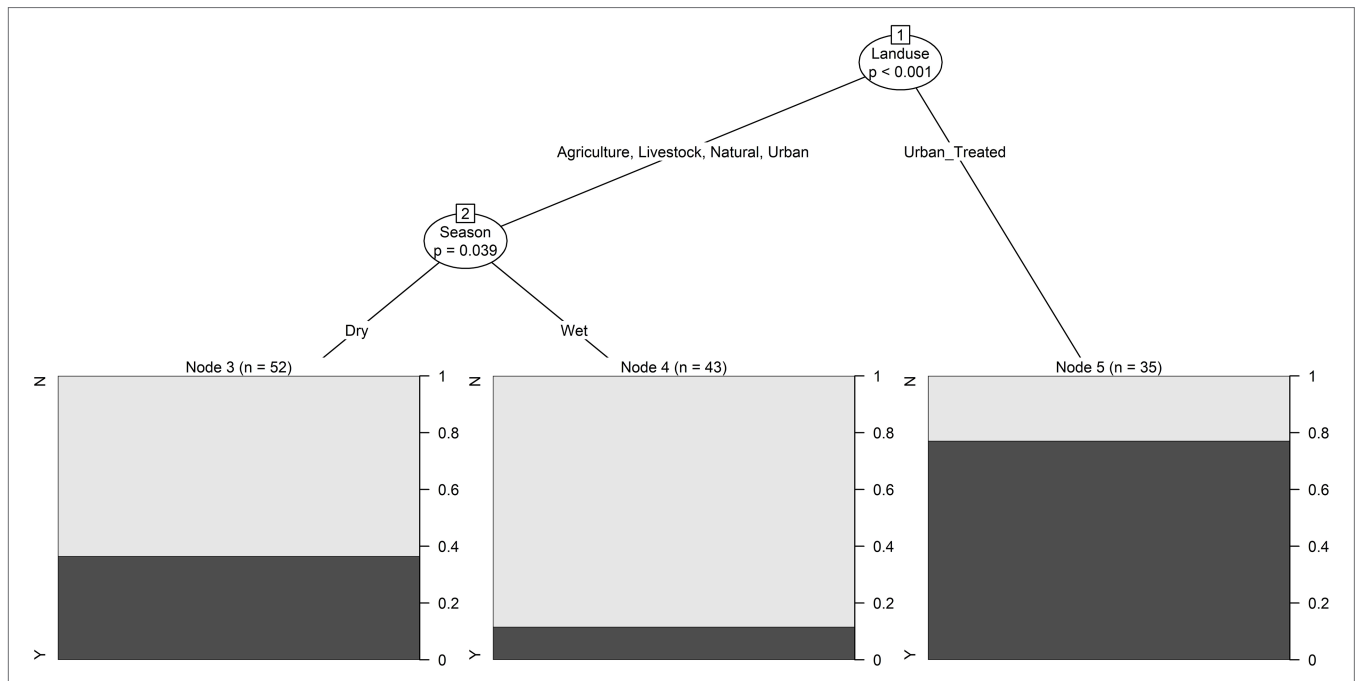 1
Landuse
p < 0.001
Agriculture, Livestock, Natural, Urban
Urban_Treated
2
Season
p = 0.039
Dry
Wet
Node 3 (n = 52)
N
Y
1
0.8
0.6
0.4
0.2
0
Node 4 (n = 43)
N
Y
1
0.8
0.6
0.4
0.2
0
Node 5 (n = 35)
N
Y
1
0.8
0.6
0.4
0.2
0